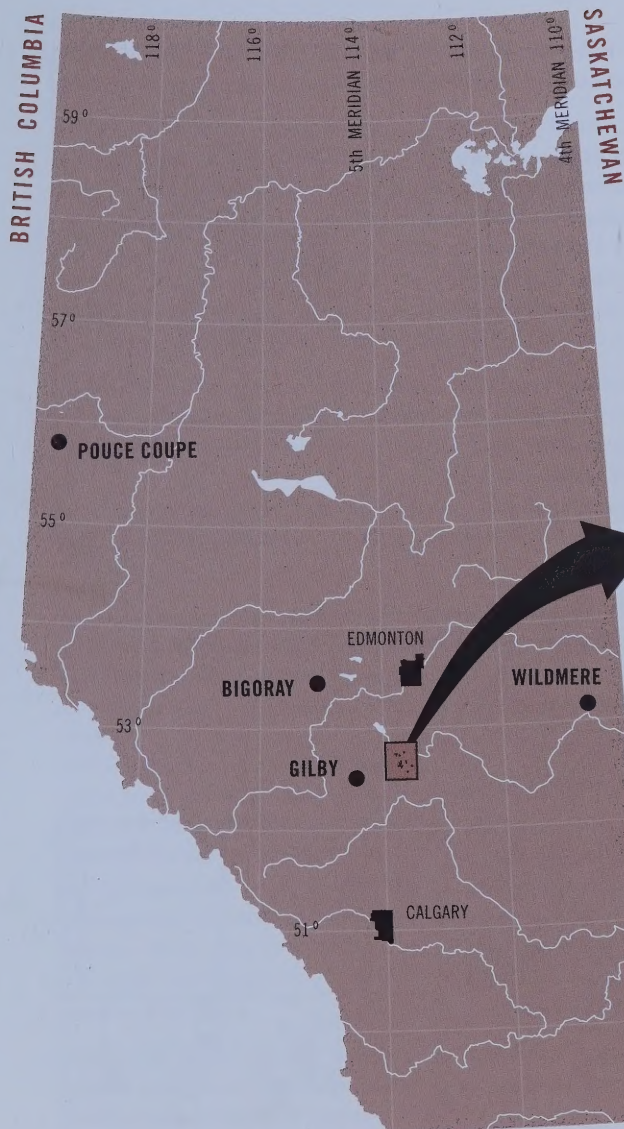 BRITISH COLUMBIA
SASKATCHEWAN
118°
116°
114°
112°
110°
5th MERIDIAN
4th MERIDIAN
59°
57°
POUCE COUPE
55°
EDMONTON
BIGORAY
WILDMERE
53°
GILBY
CALGARY
51°